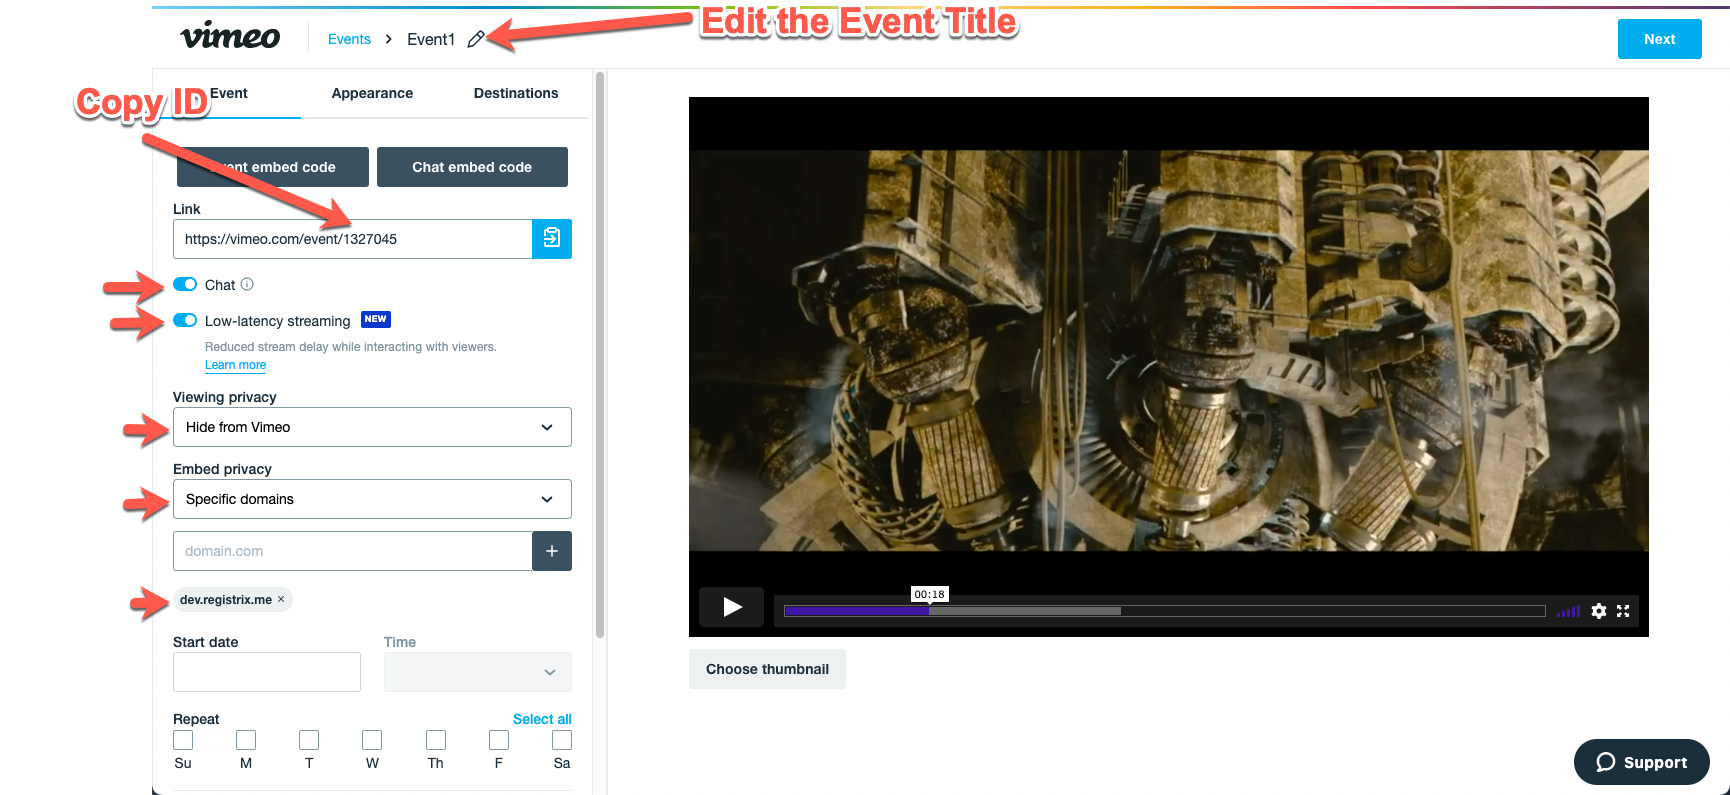 Edit the Event Title
vimeo
Events > Event1
Next
Copy ID
Event
Appearance
Destinations
ent embed code
Chat embed code
Link
https://vimeo.com/event/1327045
Chat
Low-latency streaming NEW
Reduced stream delay while interacting with viewers.
Learn more
Viewing privacy
Hide from Vimeo
Embed privacy
Specific domains
domain.com
+
dev.registrix.me ×
Start date
Time
Repeat
Select all
Su M T W Th F Sa
00:18
Choose thumbnail
Support